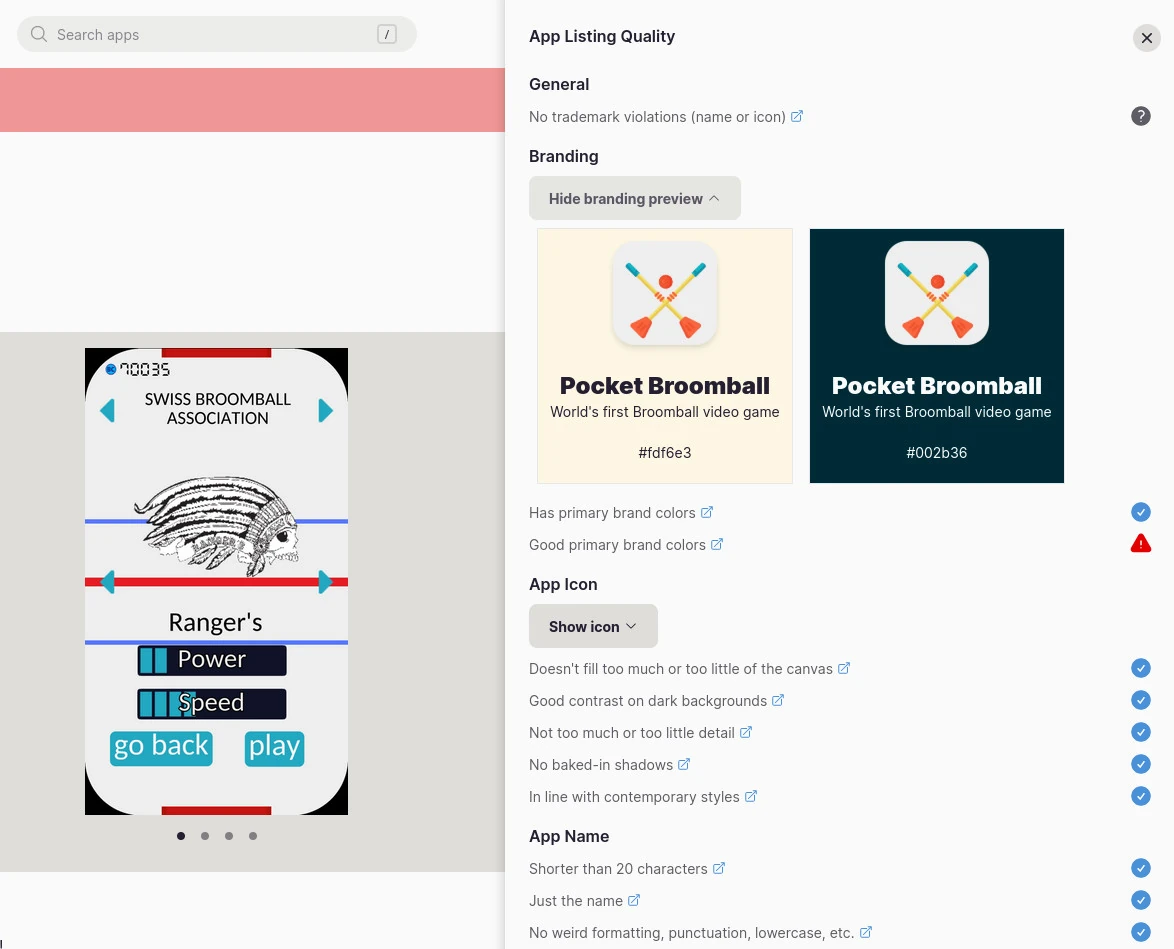 Search apps
/
70035
SWISS BROOMBALL
ASSOCIATION
RANGER'S
Ranger's
Power
Speed
go back
play
App Listing Quality
General
No trademark violations (name or icon)
?
Branding
Hide branding preview
Pocket Broomball
World's first Broomball video game
#fdf6e3
Pocket Broomball
World's first Broomball video game
#002b36
Has primary brand colors
Good primary brand colors
App Icon
Show icon
Doesn't fill too much or too little of the canvas
Good contrast on dark backgrounds
Not too much or too little detail
No baked-in shadows
In line with contemporary styles
App Name
Shorter than 20 characters
Just the name
No weird formatting, punctuation, lowercase, etc.